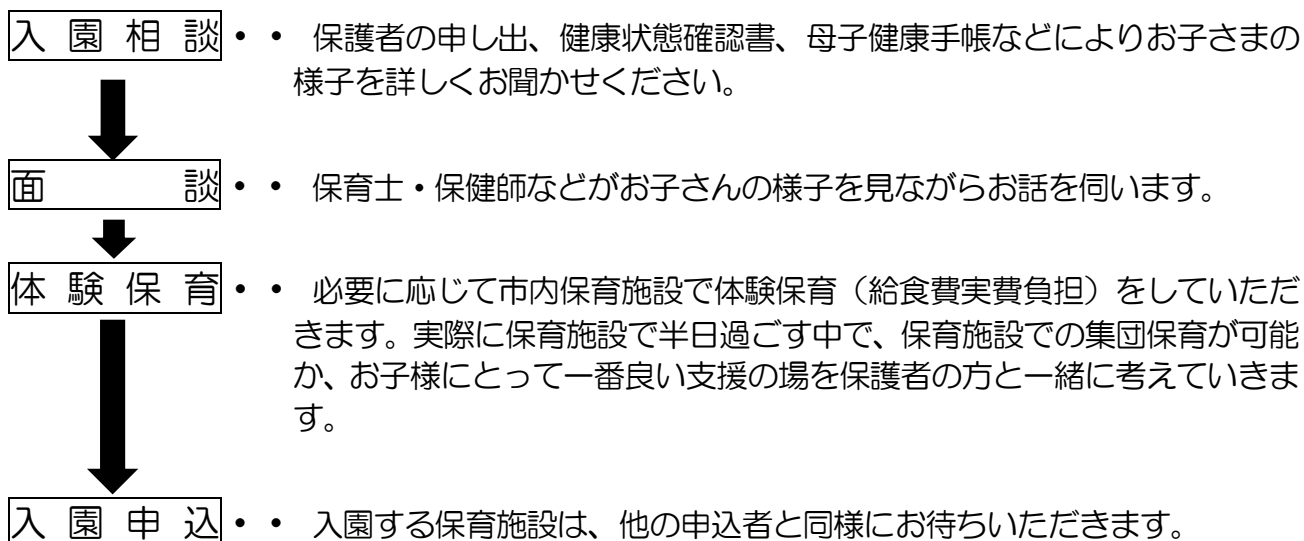 入園相談・・ 保護者の申し出、健康状態確認書、母子健康手帳などによりお子さまの
様子を詳しくお聞かせください。
面談・・ 保育士・保健師などがお子さんの様子を見ながらお話を伺います。
体験保育・・ 必要に応じて市内保育施設で体験保育（給食費実費負担）をしていただ
きます。実際に保育施設で半日過ごす中で、保育施設での集団保育が可能
か、お子様にとって一番良い支援の場を保護者の方と一緒に考えていきま
す。
入園申込・・ 入園する保育施設は、他の申込者と同様にお待ちいただきます。